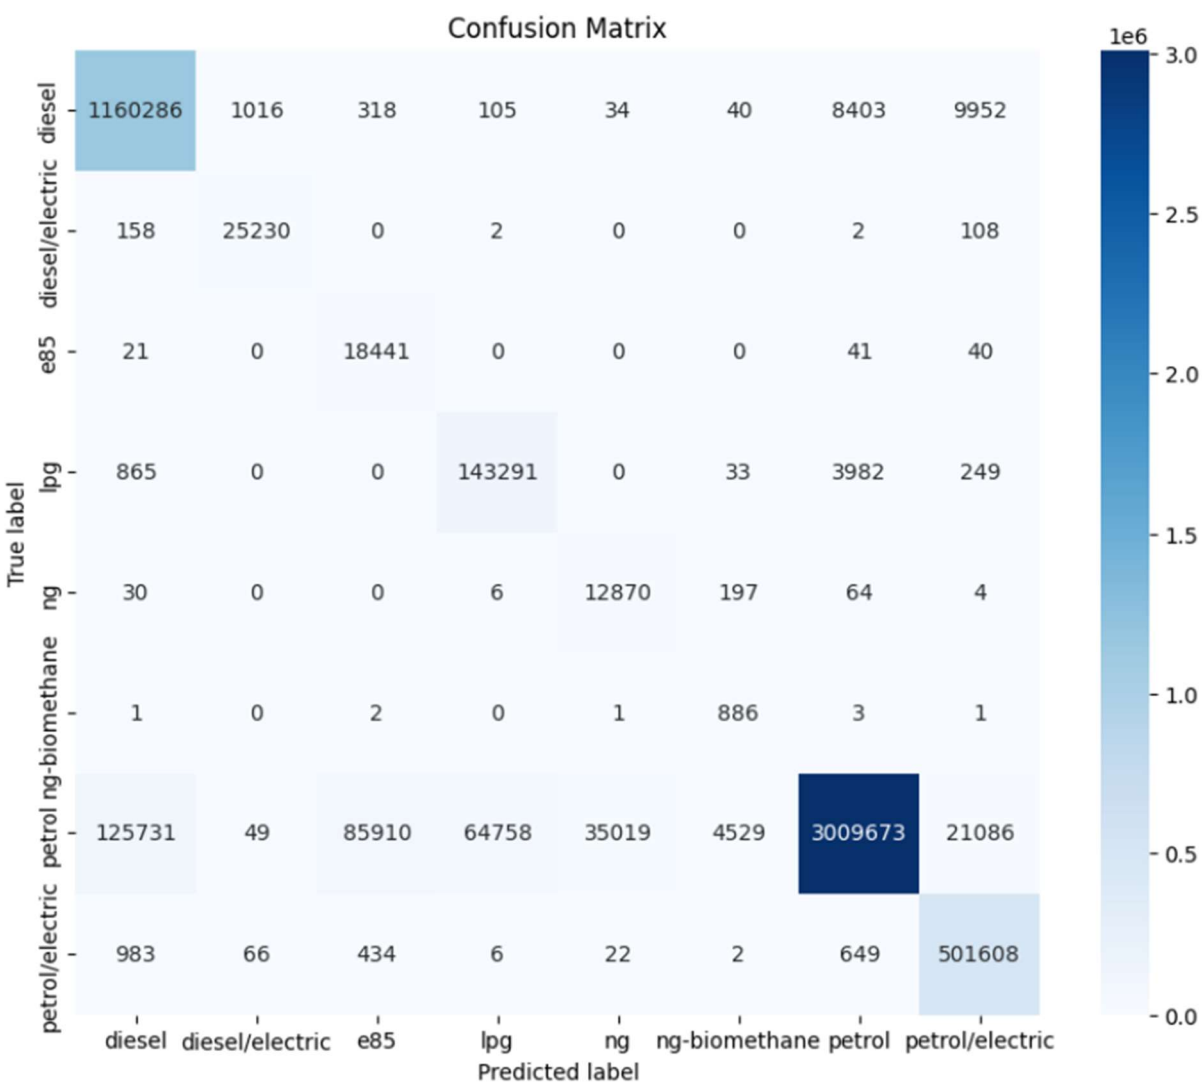 Confusion Matrix
1e6
diesel 1160286 1016 318 105 34 40 8403 9952
diesel/electric 158 25230 0 2 0 0 2 108
e85 21 0 18441 0 0 0 41 40
lpg 865 0 0 143291 0 33 3982 249
ng 30 0 0 6 12870 197 64 4
ng-biomethane 1 0 2 0 1 886 3 1
petrol 125731 49 85910 64758 35019 4529 3009673 21086
petrol/electric 983 66 434 6 22 2 649 501608
True label
diesel diesel/electric e85 lpg ng ng-biomethane petrol petrol/electric
Predicted label
3.0
2.5
2.0
1.5
1.0
0.5
0.0